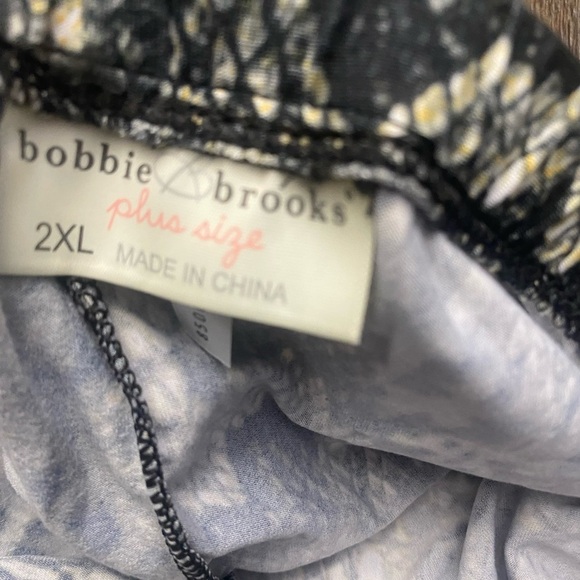 bobbie brooks
plus size
2XL
MADE IN CHINA